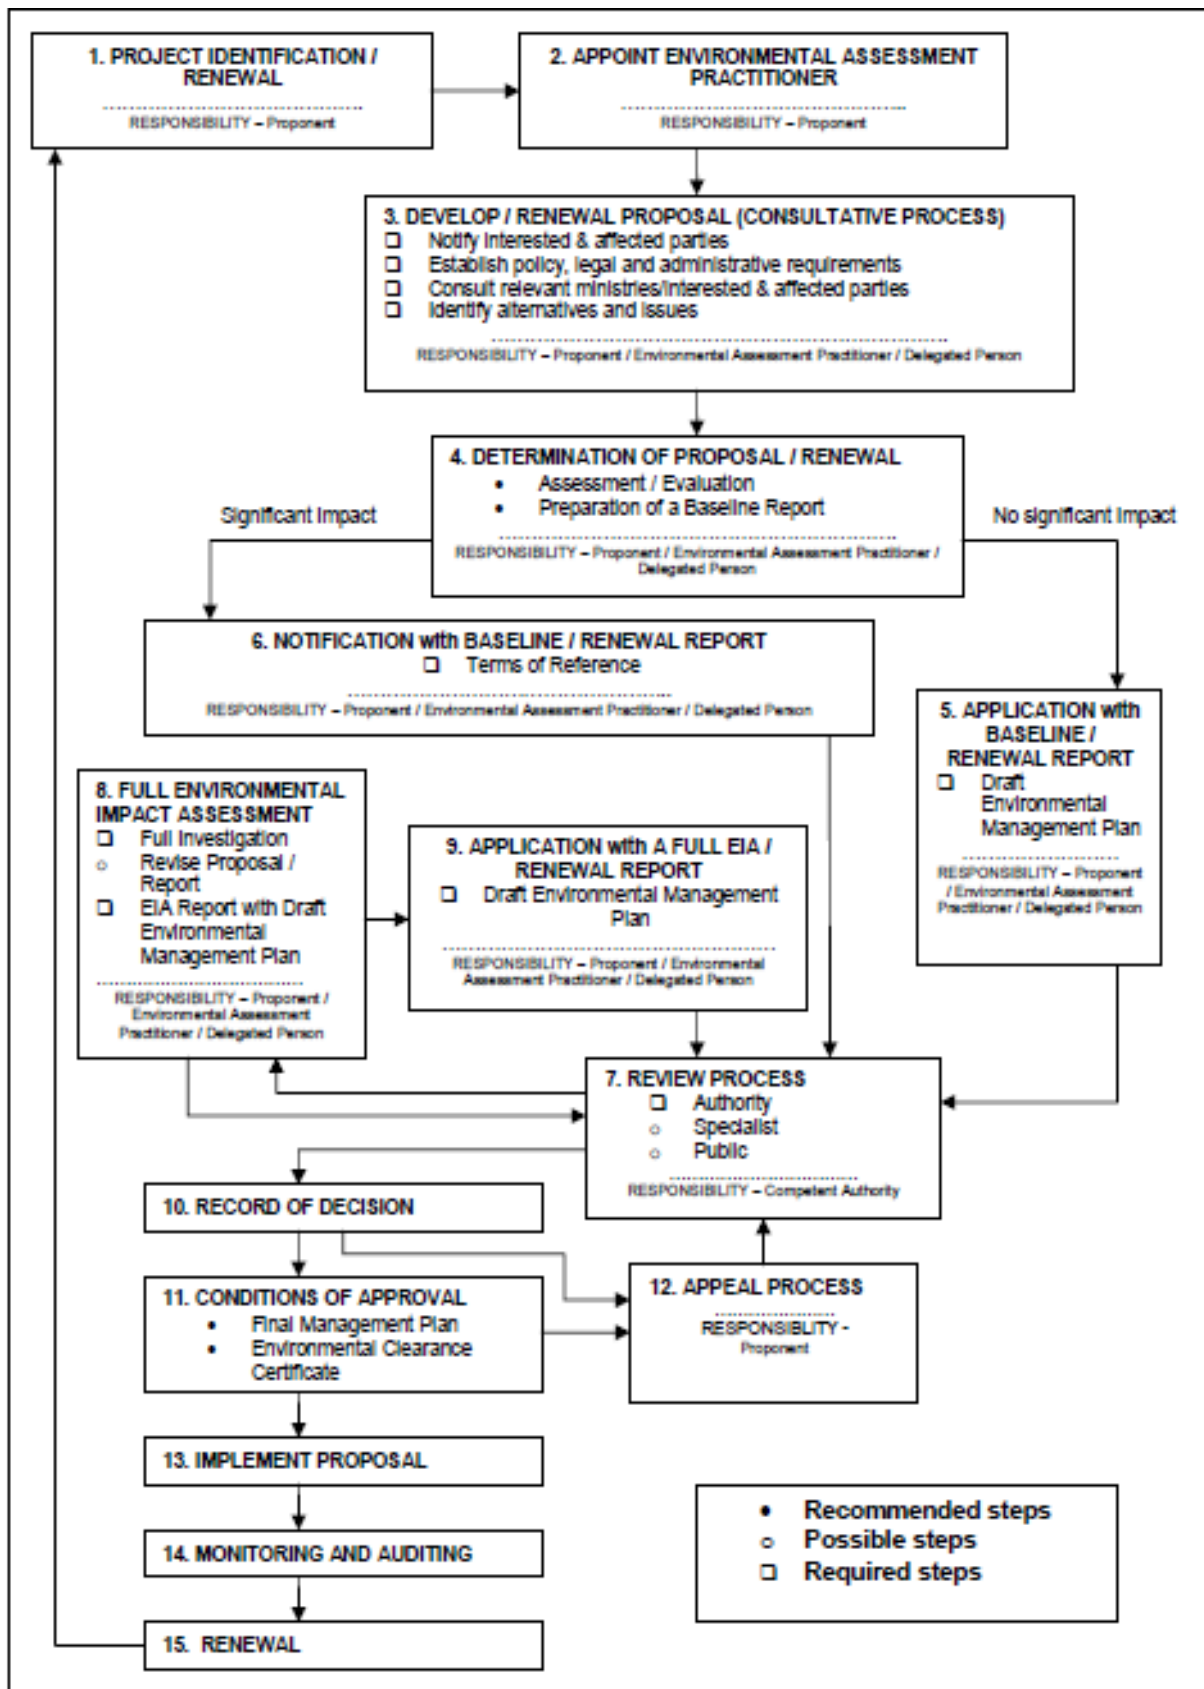 1. PROJECT IDENTIFICATION /
RENEWAL
RESPONSIBILITY – Proponent
2. APPOINT ENVIRONMENTAL ASSESSMENT
PRACTITIONER
RESPONSIBILITY – Proponent
3. DEVELOP / RENEWAL PROPOSAL (CONSULTATIVE PROCESS)
❑ Notify interested & affected parties
❑ Establish policy, legal and administrative requirements
❑ Consult relevant ministries/interested & affected parties
❑ Identify alternatives and issues
RESPONSIBILITY – Proponent / Environmental Assessment Practitioner / Delegated Person
4. DETERMINATION OF PROPOSAL / RENEWAL
• Assessment / Evaluation
• Preparation of a Baseline Report
RESPONSIBILITY – Proponent / Environmental Assessment Practitioner /
Delegated Person
Significant Impact
No significant Impact
6. NOTIFICATION with BASELINE / RENEWAL REPORT
❑ Terms of Reference
RESPONSIBILITY – Proponent / Environmental Assessment Practitioner / Delegated Person
5. APPLICATION with
BASELINE /
RENEWAL REPORT
❑ Draft
Environmental
Management Plan
RESPONSIBILITY – Proponent
/ Environmental Assessment
Practitioner / Delegated Person
8. FULL ENVIRONMENTAL
IMPACT ASSESSMENT
❑ Full Investigation
○ Revise Proposal /
Report
❑ EIA Report with Draft
Environmental
Management Plan
RESPONSIBILITY – Proponent /
Environmental Assessment
Practitioner / Delegated Person
9. APPLICATION with A FULL EIA /
RENEWAL REPORT
❑ Draft Environmental Management
Plan
RESPONSIBILITY – Proponent / Environmental
Assessment Practitioner / Delegated Person
7. REVIEW PROCESS
❑ Authority
○ Specialist
○ Public
RESPONSIBILITY – Competent Authority
10. RECORD OF DECISION
11. CONDITIONS OF APPROVAL
• Final Management Plan
• Environmental Clearance
Certificate
12. APPEAL PROCESS
RESPONSIBLITY -
Proponent
13. IMPLEMENT PROPOSAL
14. MONITORING AND AUDITING
15. RENEWAL
• Recommended steps
○ Possible steps
❑ Required steps